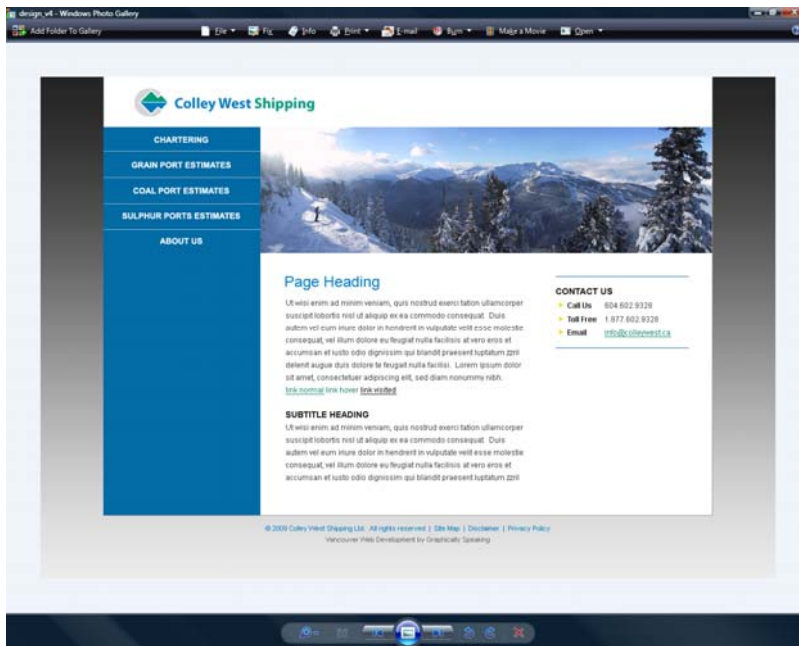 design_v4 - Windows Photo Gallery
Add Folder To Gallery
File
Fix
Info
Print
E-mail
Burn
Make a Movie
Open
Colley West Shipping
CHARTERING
GRAIN PORT ESTIMATES
COAL PORT ESTIMATES
SULPHUR PORTS ESTIMATES
ABOUT US
Page Heading
Ut wisi enim ad minim veniam, quis nostrud exerci tation ullamcorper
suscipit lobortis nisl ut aliquip ex ea commodo consequat. Duis
autem vel eum iriure dolor in hendrerit in vulputate velit esse molestie
consequat, vel illum dolore eu feugiat nulla facilisis at vero eros et
accumsan et iusto odio dignissim qui blandit praesent luptatum zzril
delenit augue duis dolore te feugait nulla facilisi. Lorem ipsum dolor
sit amet, consectetuer adipiscing elit, sed diam nonummy nibh.
link normal link hover link visited
SUBTITLE HEADING
Ut wisi enim ad minim veniam, quis nostrud exerci tation ullamcorper
suscipit lobortis nisl ut aliquip ex ea commodo consequat. Duis
autem vel eum iriure dolor in hendrerit in vulputate velit esse molestie
consequat, vel illum dolore eu feugiat nulla facilisis at vero eros et
accumsan et iusto odio dignissim qui blandit praesent luptatum zzril
CONTACT US
Call Us 604.602.9328
Toll Free 1.877.602.9328
Email info@colleywest.ca
© 2009 Colley West Shipping Ltd. All rights reserved | Site Map | Disclaimer | Privacy Policy
Vancouver Web Development by Graphically Speaking